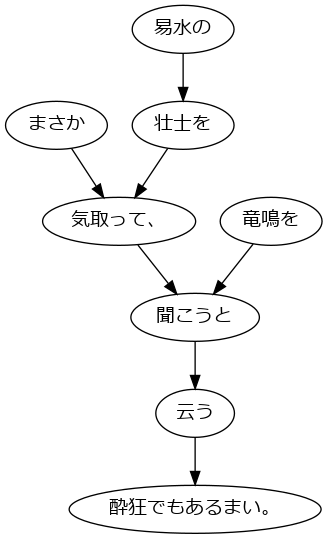 易水の
まさか
壮士を
気取って、
竜鳴を
聞こうと
云う
酔狂でもあるまい。